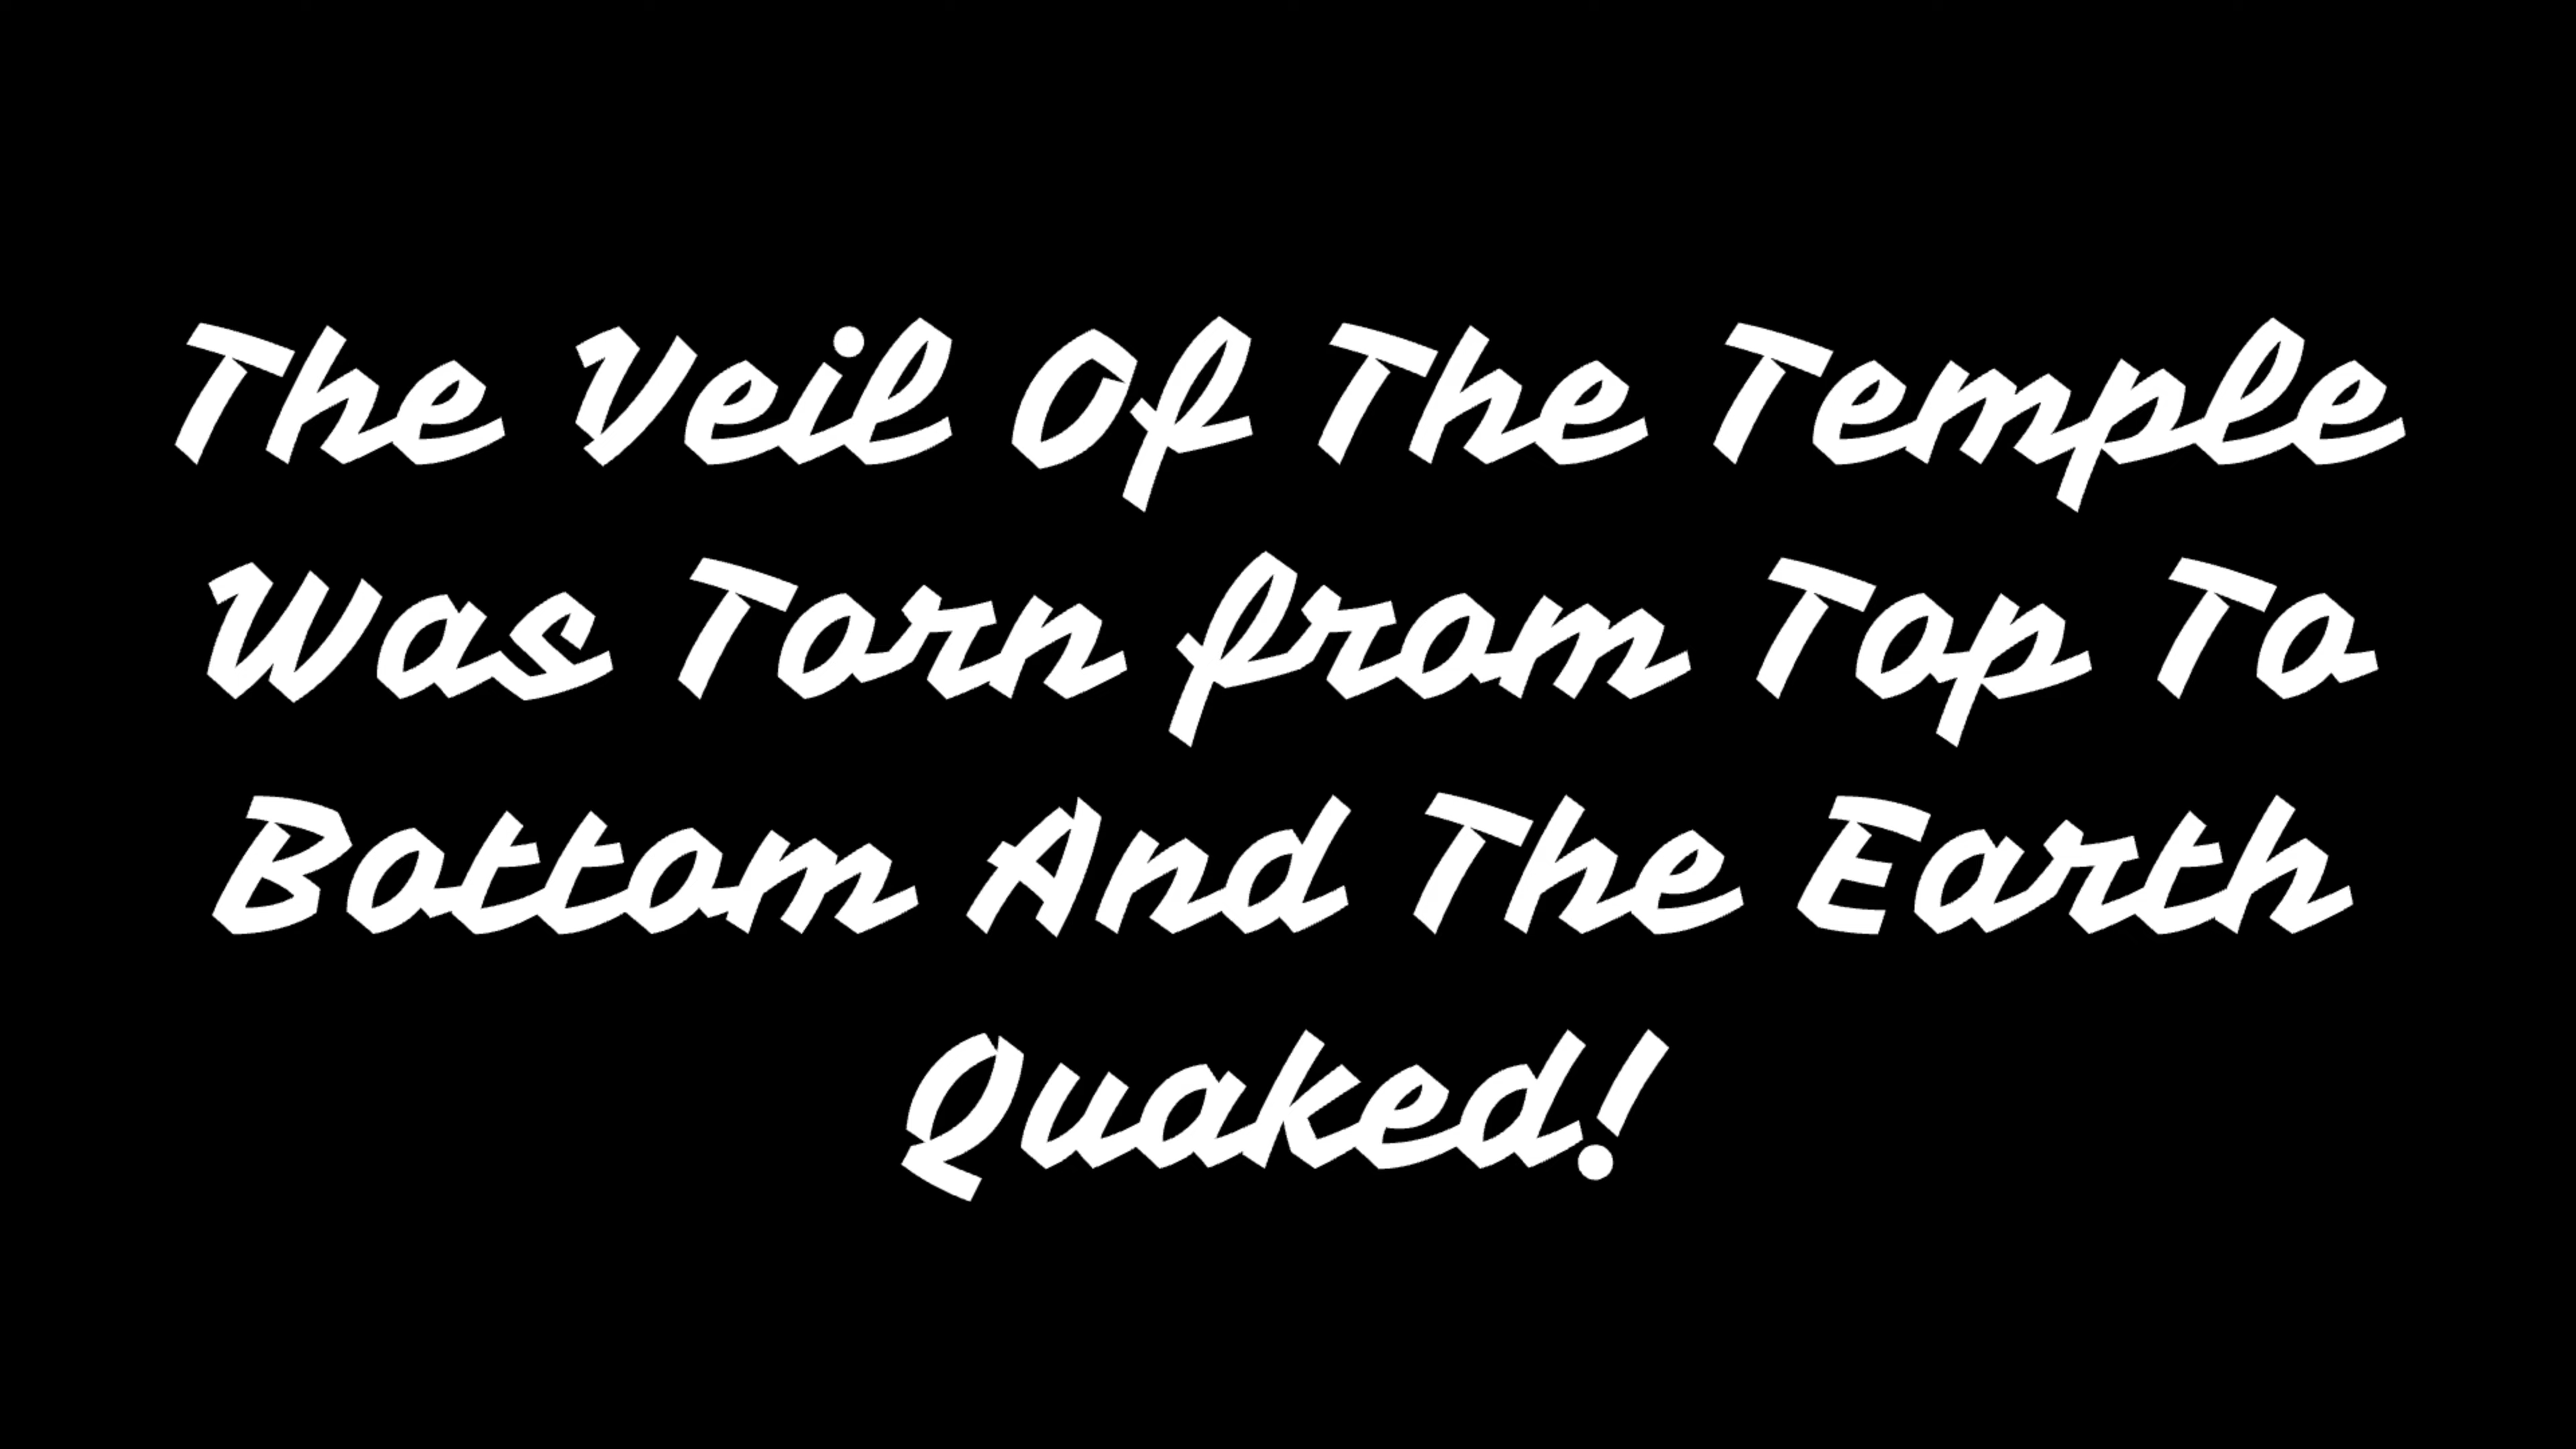 The Veil Of The Temple
Was Torn from Top To
Bottom And The Earth
Quaked!